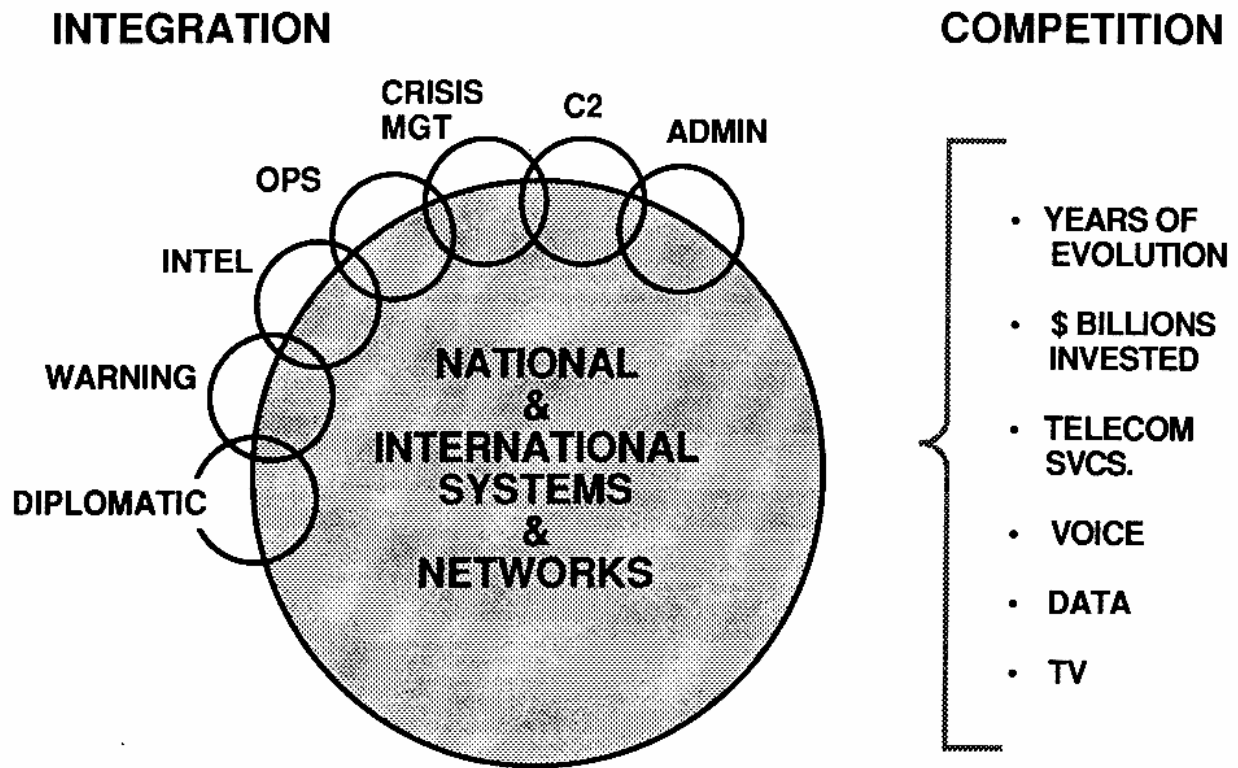 INTEGRATION
COMPETITION
CRISIS
MGT
C2
ADMIN
OPS
INTEL
WARNING
DIPLOMATIC
NATIONAL
&
INTERNATIONAL
SYSTEMS
&
NETWORKS
• YEARS OF
EVOLUTION
• $ BILLIONS
INVESTED
• TELECOM
SVCS.
• VOICE
• DATA
• TV